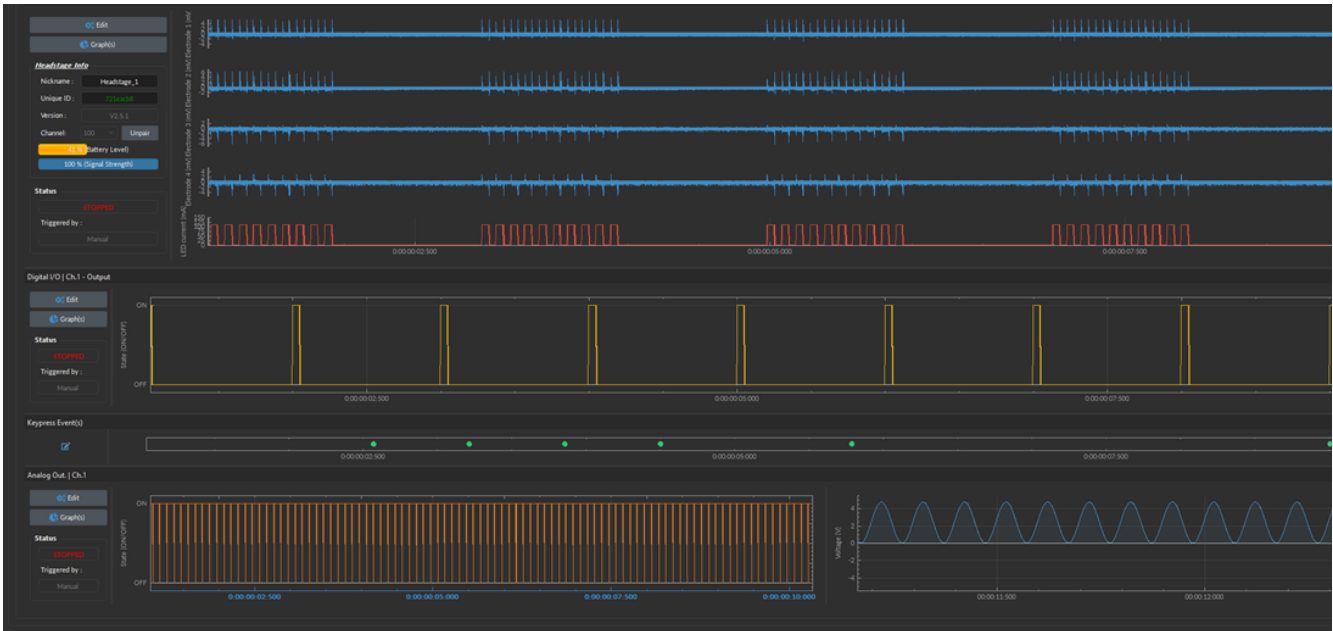 Edit
Graph(s)
Headstage Info
Nickname : Headstage_1
Unique ID :
Version : V2.5.1
Channel: 100 Unpair
(Battery Level)
100 % (Signal Strength)
Status
STOPPED
Triggered by :
Manual
Electrode 1 (mV)
Electrode 2 (mV)
Electrode 3 (mV)
Electrode 4 (mV)
LED current (mA)
0:00:00:02:500 0:00:00:05:000 0:00:00:07:500
Digital I/O | Ch.1 - Output
Edit
Graph(s)
Status
STOPPED
Triggered by :
Manual
State (ON/OFF)
ON
OFF
0:00:00:02:500 0:00:00:05:000 0:00:00:07:500
Keypress Event(s)
0:00:00:02:500 0:00:00:05:000 0:00:00:07:500
Analog Out. | Ch.1
Edit
Graph(s)
Status
STOPPED
Triggered by :
Manual
State (ON/OFF)
ON
OFF
0:00:00:02:500 0:00:00:05:000 0:00:00:07:500 0:00:00:10:000
Voltage (V)
4
2
0
-2
-4
00:00:11:500 00:00:12:000